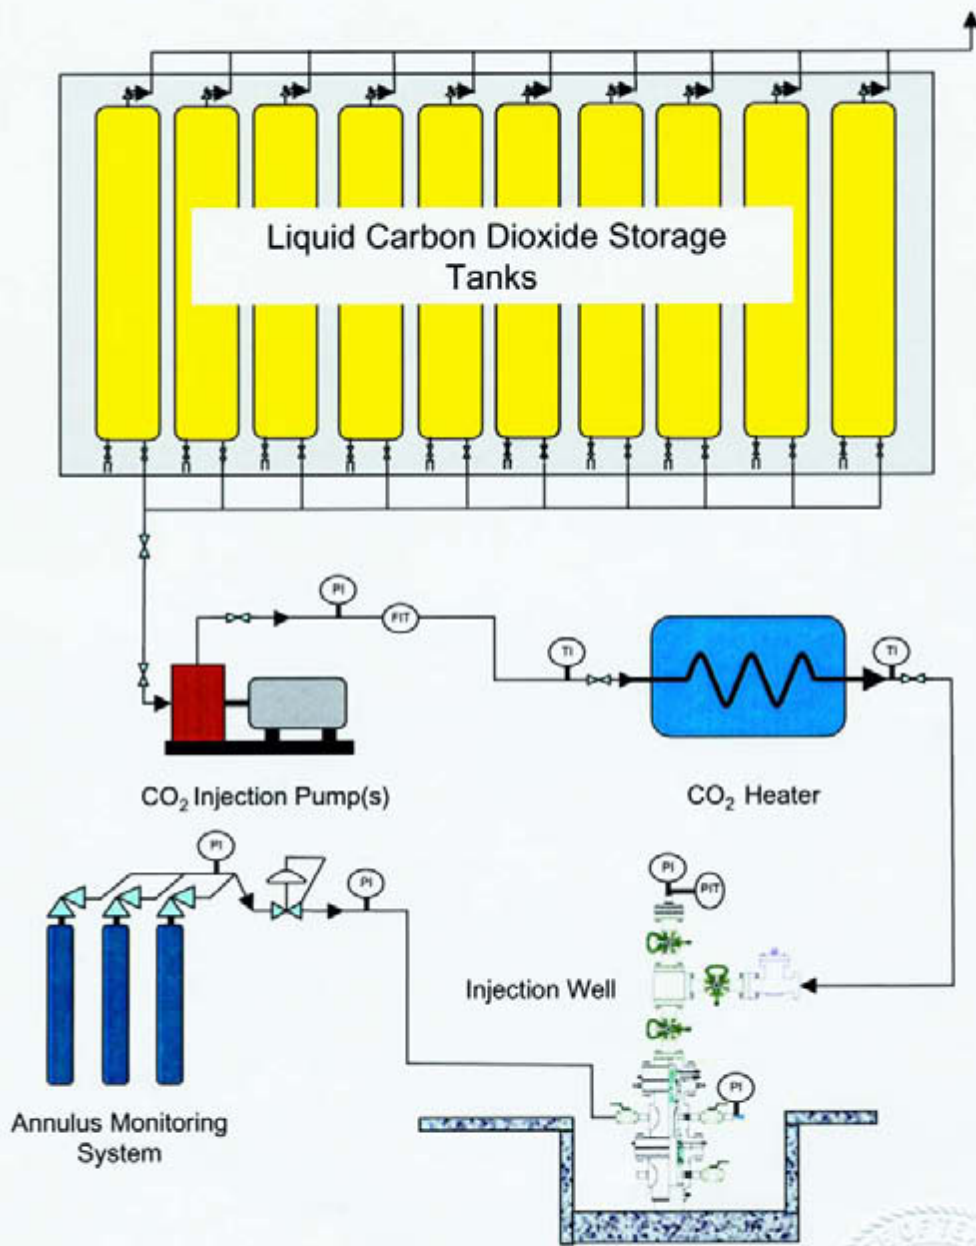 Liquid Carbon Dioxide Storage
Tanks
PI
FIT
TI
TI
CO₂ Injection Pump(s)
CO₂ Heater
PI
PI
PI
PIT
Injection Well
PI
Annulus Monitoring
System